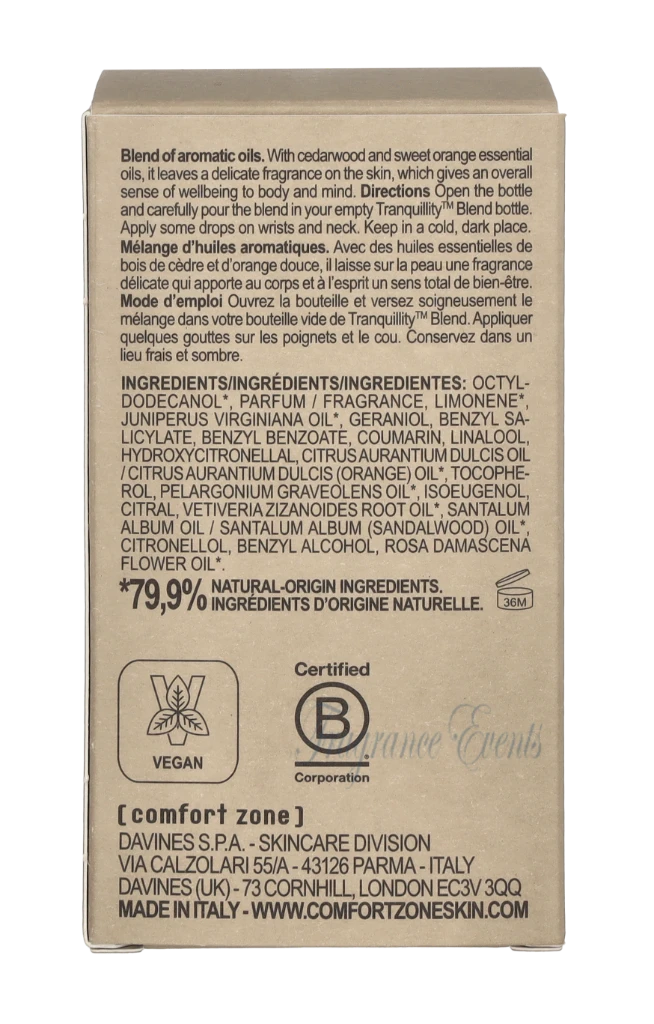 Blend of aromatic oils. With cedarwood and sweet orange essential
oils, it leaves a delicate fragrance on the skin, which gives an overall
sense of wellbeing to body and mind. Directions Open the bottle
and carefully pour the blend in your empty Tranquillity™ Blend bottle.
Apply some drops on wrists and neck. Keep in a cold, dark place.
Mélange d'huiles aromatiques. Avec des huiles essentielles de
bois de cèdre et d'orange douce, il laisse sur la peau une fragrance
délicate qui apporte au corps et à l'esprit un sens total de bien-être.
Mode d'emploi Ouvrez la bouteille et versez soigneusement le
mélange dans votre bouteille vide de Tranquillity™ Blend. Appliquer
quelques gouttes sur les poignets et le cou. Conservez dans un
lieu frais et sombre.
INGREDIENTS/INGRÉDIENTS/INGREDIENTES: OCTYL-
DODECANOL*, PARFUM / FRAGRANCE, LIMONENE*,
JUNIPERUS VIRGINIANA OIL*, GERANIOL, BENZYL SA-
LICYLATE, BENZYL BENZOATE, COUMARIN, LINALOOL,
HYDROXYCITRONELLAL, CITRUS AURANTIUM DULCIS OIL
/ CITRUS AURANTIUM DULCIS (ORANGE) OIL*, TOCOPHE-
ROL, PELARGONIUM GRAVEOLENS OIL*, ISOEUGENOL,
CITRAL, VETIVERIA ZIZANOIDES ROOT OIL*, SANTALUM
ALBUM OIL / SANTALUM ALBUM (SANDALWOOD) OIL*,
CITRONELLOL, BENZYL ALCOHOL, ROSA DAMASCENA
FLOWER OIL*.
*79,9% NATURAL-ORIGIN INGREDIENTS.
INGRÉDIENTS D'ORIGINE NATURELLE.
36M
VEGAN
Certified
B
Corporation
Fragrance Events
[ comfort zone ]
DAVINES S.P.A. - SKINCARE DIVISION
VIA CALZOLARI 55/A - 43126 PARMA - ITALY
DAVINES (UK) - 73 CORNHILL, LONDON EC3V 3QQ
MADE IN ITALY - WWW.COMFORTZONESKIN.COM